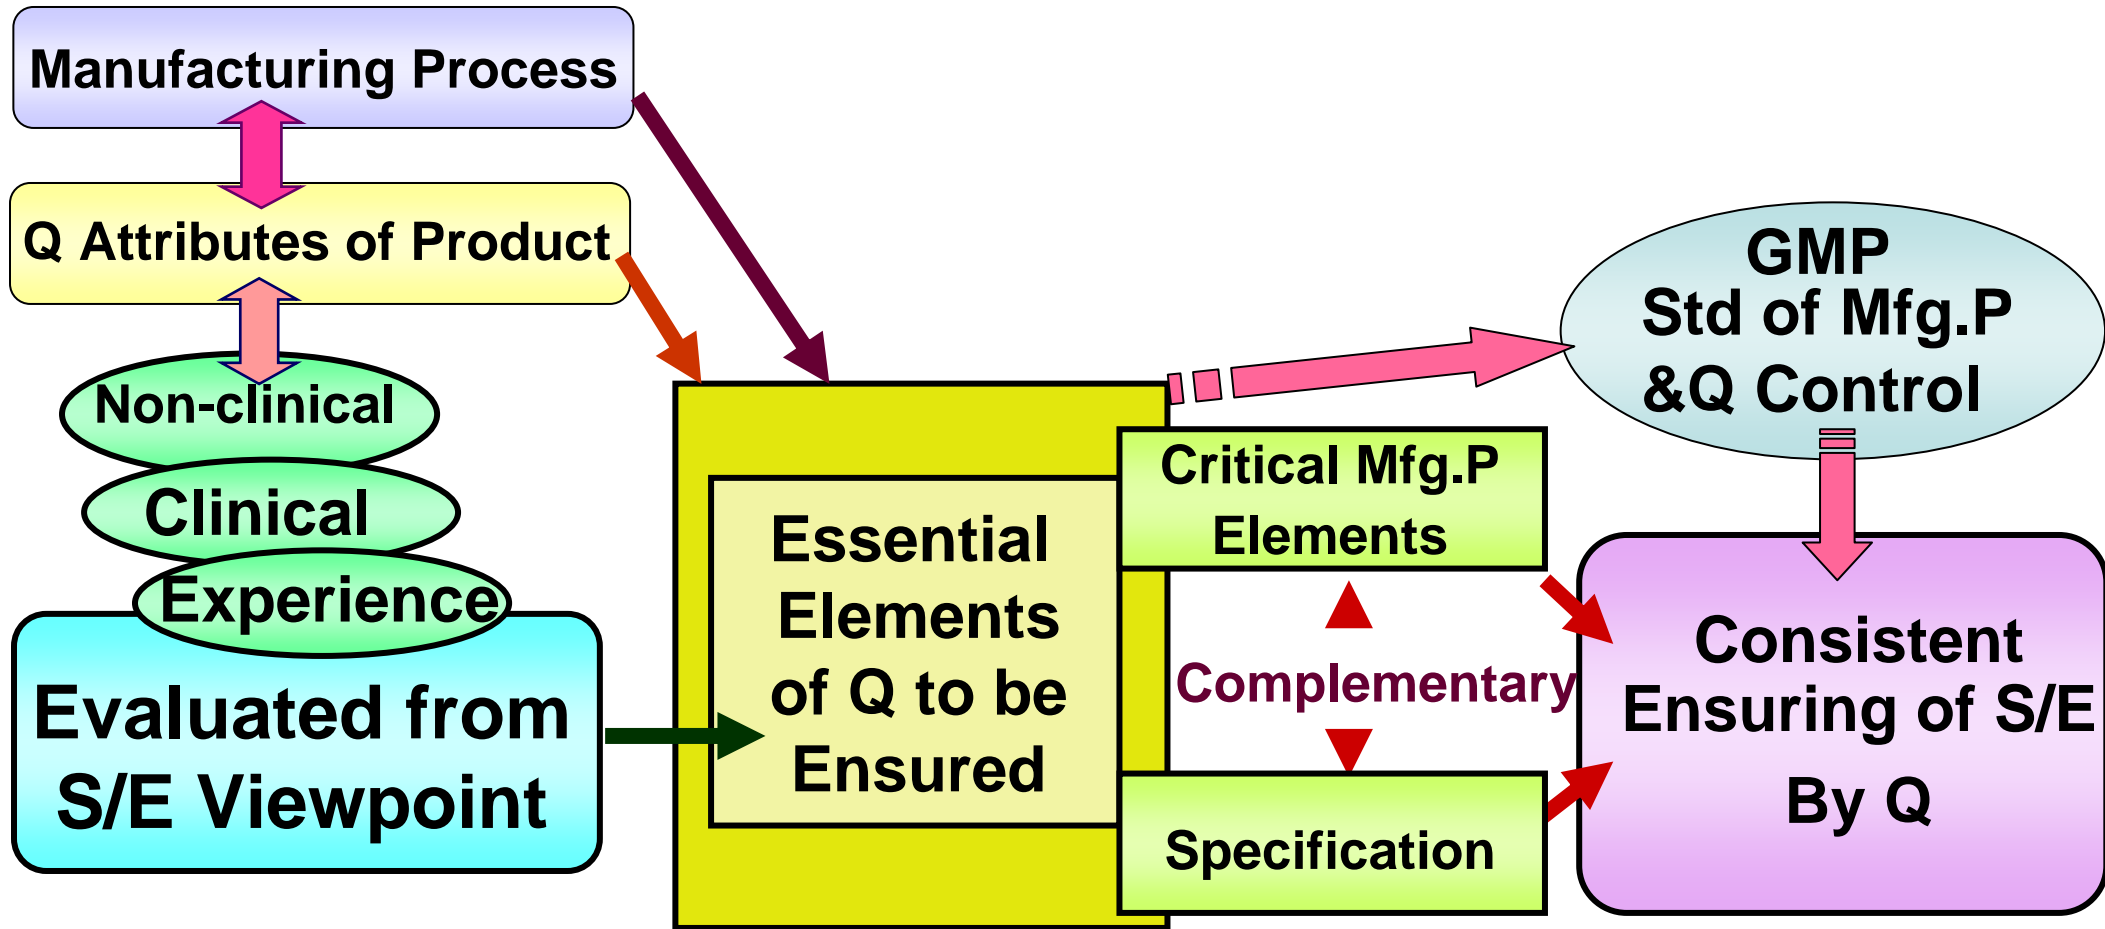 Manufacturing Process
Q Attributes of Product
Non-clinical
Clinical
Experience
Evaluated from
S/E Viewpoint
Essential
Elements
of Q to be
Ensured
Critical Mfg.P
Elements
Complementary
Specification
GMP
Std of Mfg.P
&Q Control
Consistent
Ensuring of S/E
By Q